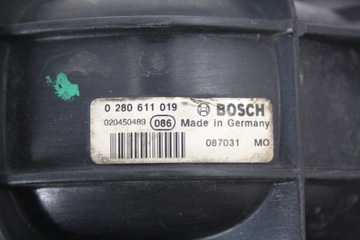 0 280 611 019 BOSCH
020450489 086 Made in Germany
087031 MO